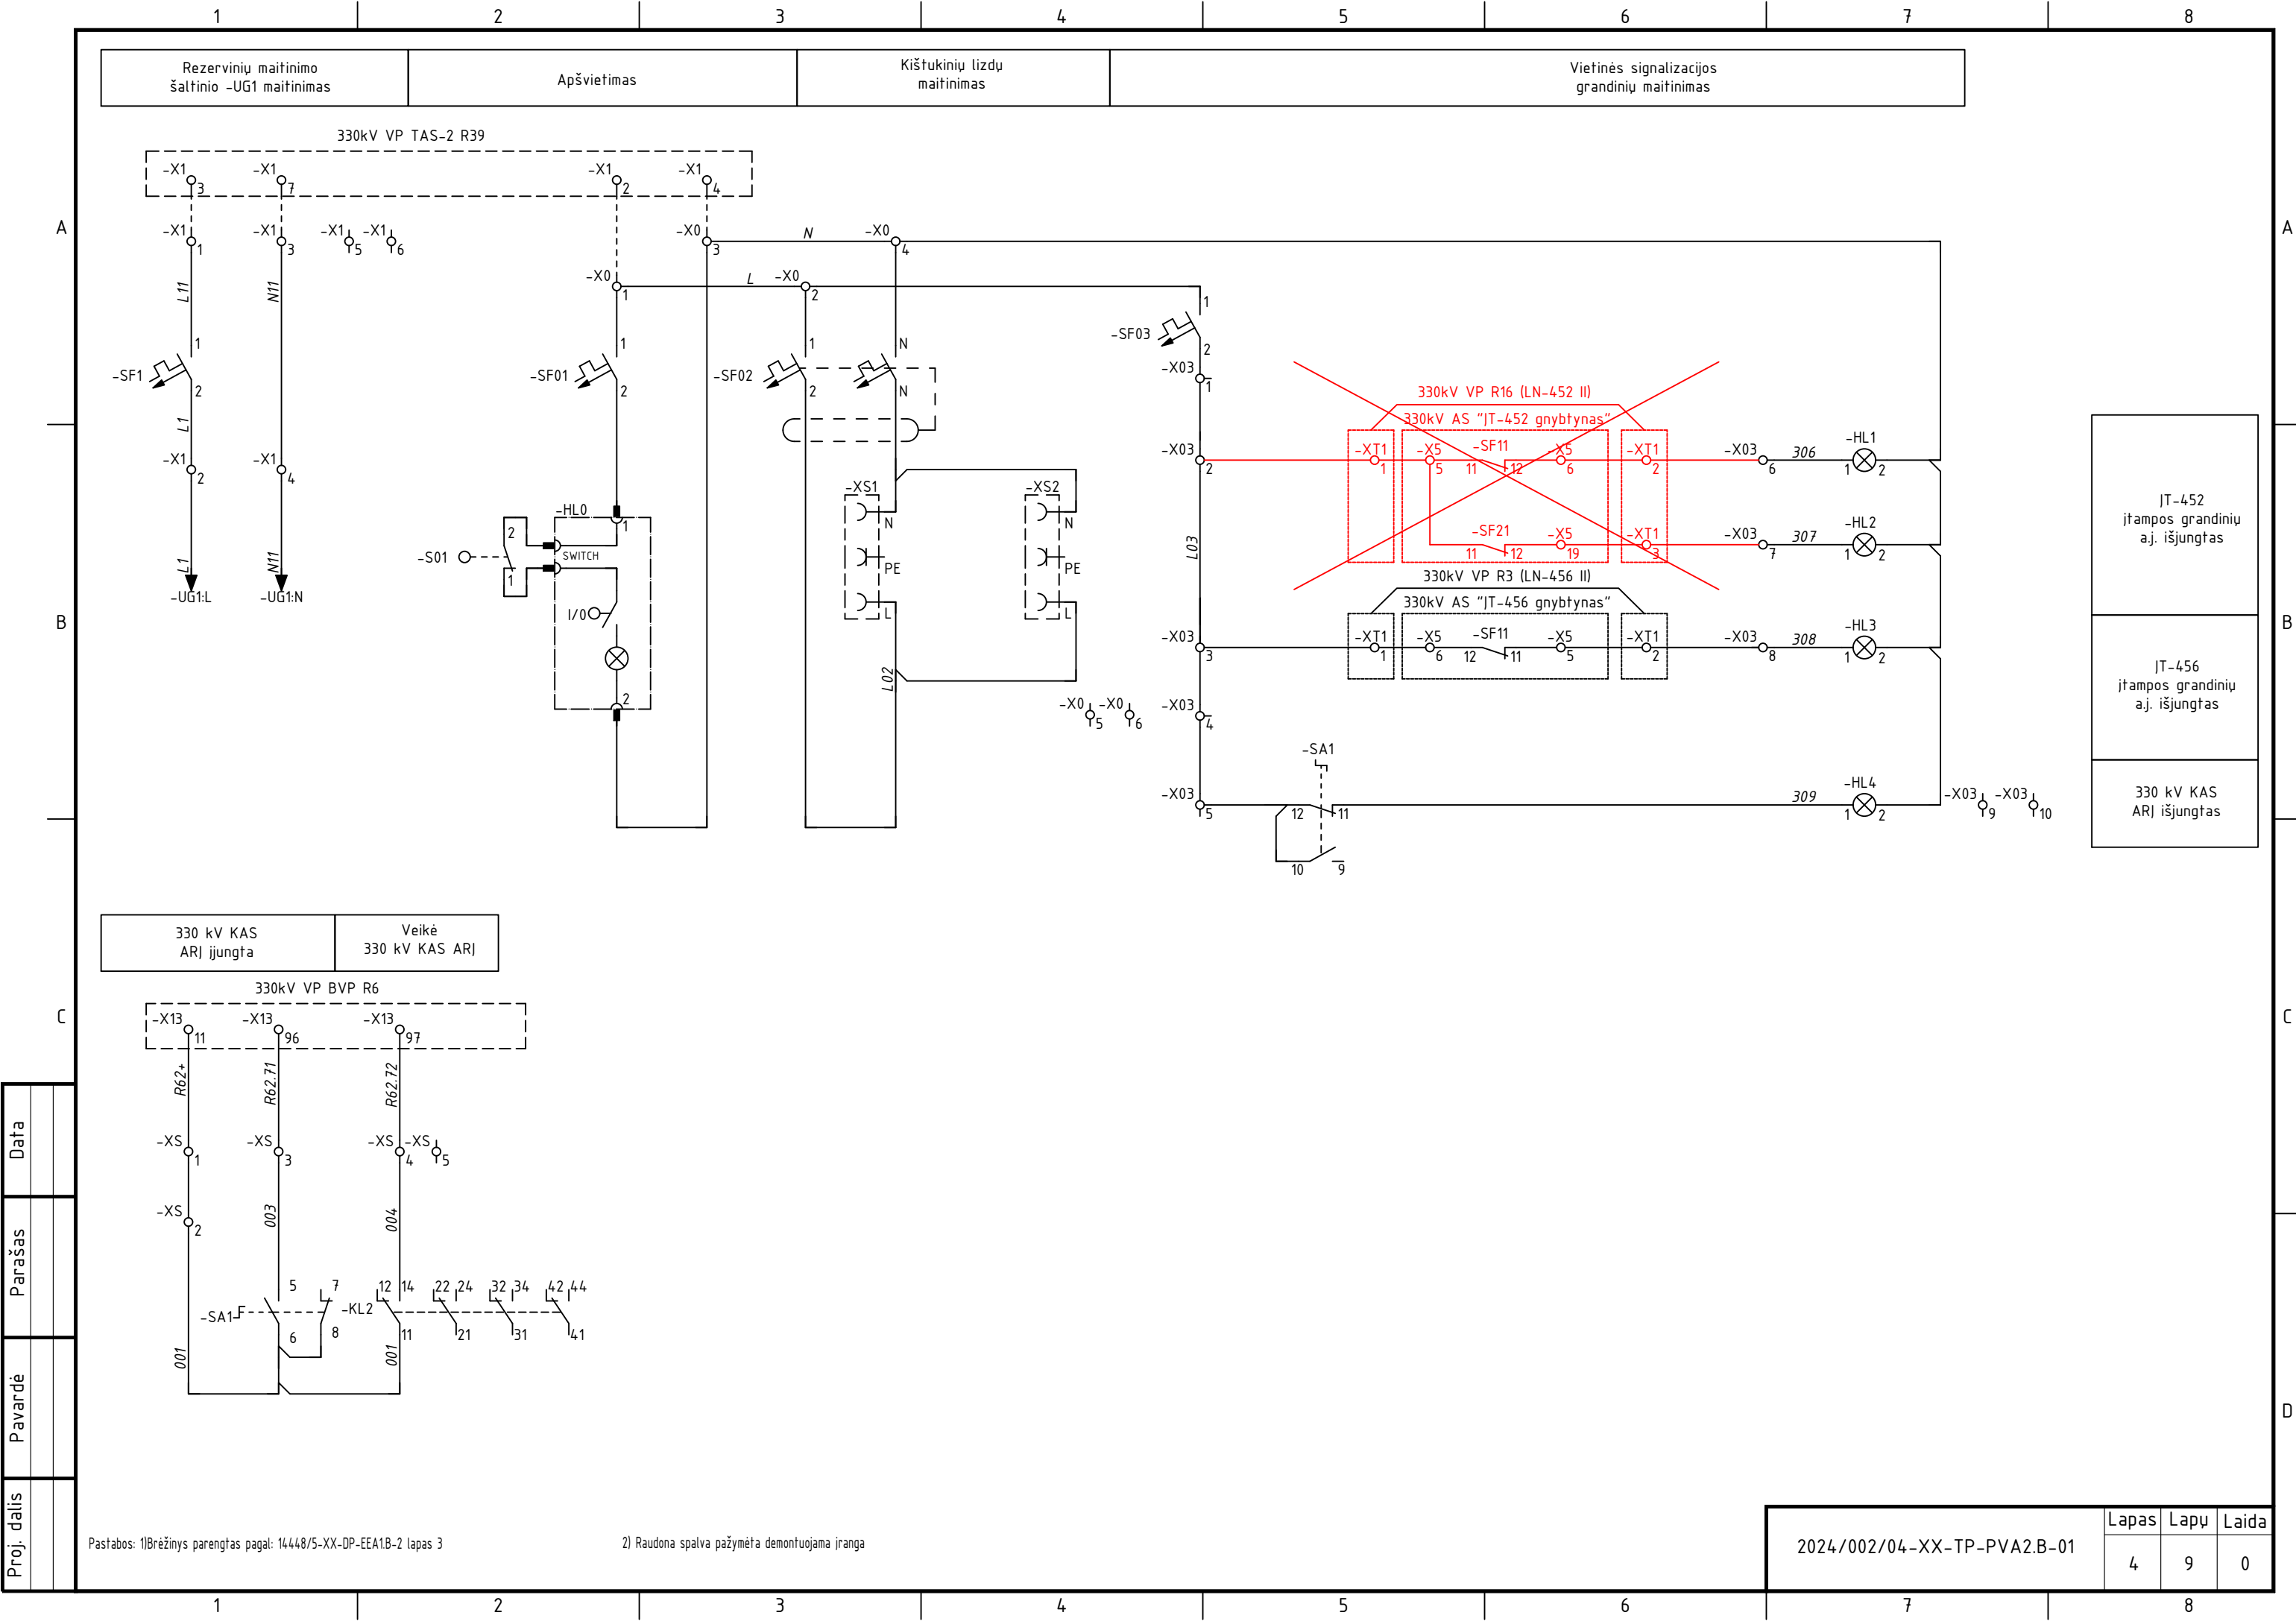 1 2 3 4 5 6 7 8
Rezervinių maitinimo
šaltinio -UG1 maitinimas
Apšvietimas
Kištukinių lizdų
maitinimas
Vietinės signalizacijos
grandinių maitinimas
330kV VP TAS-2 R39
-X1 3 -X1 7 -X1 2 -X1 4
A A
-X1 1 -X1 3 -X1 5 -X1 6 -X0 3 N -X0 4
L11 N11 -X0 1 L -X0 2
-SF1 1 2
-SF01 1 2
-SF02 1 2 N N
-SF03 1 2
-X03 1
330kV VP R16 (LN-452 II)
330kV AS "ĮT-452 gnybtynas"
L1
-X1 2 -X1 4
-X03 2 -XT1 1 -X5 5 -SF11 11 12 -X5 6 -XT1 2 -X03 6 306 -HL1 1 2
-SF21 11 12 -X5 19 -XT1 3 -X03 7 307 -HL2 1 2
ĮT-452
įtampos grandinių
a.j. išjungtas
-XS1 N PE L
-XS2 N PE L
-HL0 1
SWITCH
-S01 2 1
I/0
2
L1 N11
-UG1:L -UG1:N
L03
330kV VP R3 (LN-456 II)
330kV AS "ĮT-456 gnybtynas"
B B
-X03 3 -XT1 1 -X5 6 -SF11 12 11 -X5 5 -XT1 2 -X03 8 308 -HL3 1 2
ĮT-456
įtampos grandinių
a.j. išjungtas
L02
-X0 5 -X0 6 -X03 4
-SA1
-X03 5 12 11 309 -HL4 1 2 -X03 9 -X03 10
10 9
330 kV KAS
ARĮ išjungtas
330 kV KAS
ARĮ įjungta
Veikė
330 kV KAS ARĮ
330kV VP BVP R6
C C
-X13 11 -X13 96 -X13 97
R62+ R62.71 R62.72
-XS 1 -XS 3 -XS 4 -XS 5
-XS 2
003 004
-SA1 5 6 7 8
-KL2 12 14 11 22 24 21 32 34 31 42 44 41
001 001
D
Data
Parašas
Pavardė
Proj. dalis
Pastabos: 1)Brėžinys parengtas pagal: 14448/5-XX-DP-EEA1.B-2 lapas 3
2) Raudona spalva pažymėta demontuojama įranga
2024/002/04-XX-TP-PVA2.B-01
Lapas Lapų Laida
4 9 0
1 2 3 4 5 6 7 8